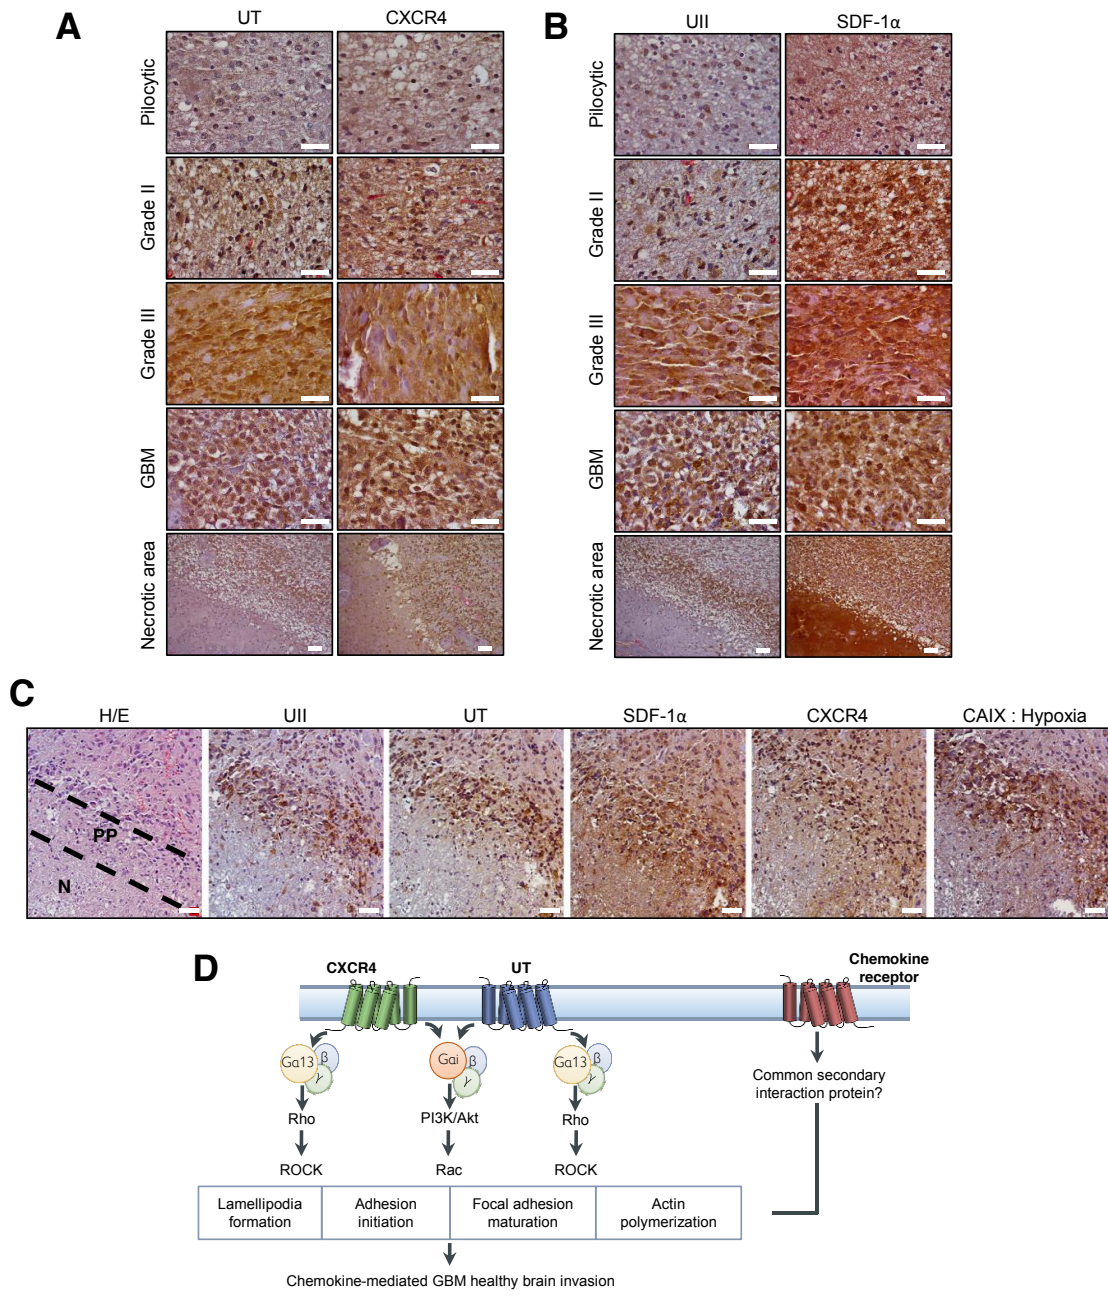 A
UT
CXCR4
Pilocytic
Grade II
Grade III
GBM
Necrotic area
B
UII
SDF-1α
Pilocytic
Grade II
Grade III
GBM
Necrotic area
C
H/E
UII
UT
SDF-1α
CXCR4
CAIX : Hypoxia
PP
N
D
CXCR4
UT
Chemokine
receptor
Gα13
β
γ
Gαi
β
γ
Gα13
β
γ
Rho
PI3K/Akt
Rho
Common secondary
interaction protein?
ROCK
Rac
ROCK
Lamellipodia
formation
Adhesion
initiation
Focal adhesion
maturation
Actin
polymerization
Chemokine-mediated GBM healthy brain invasion